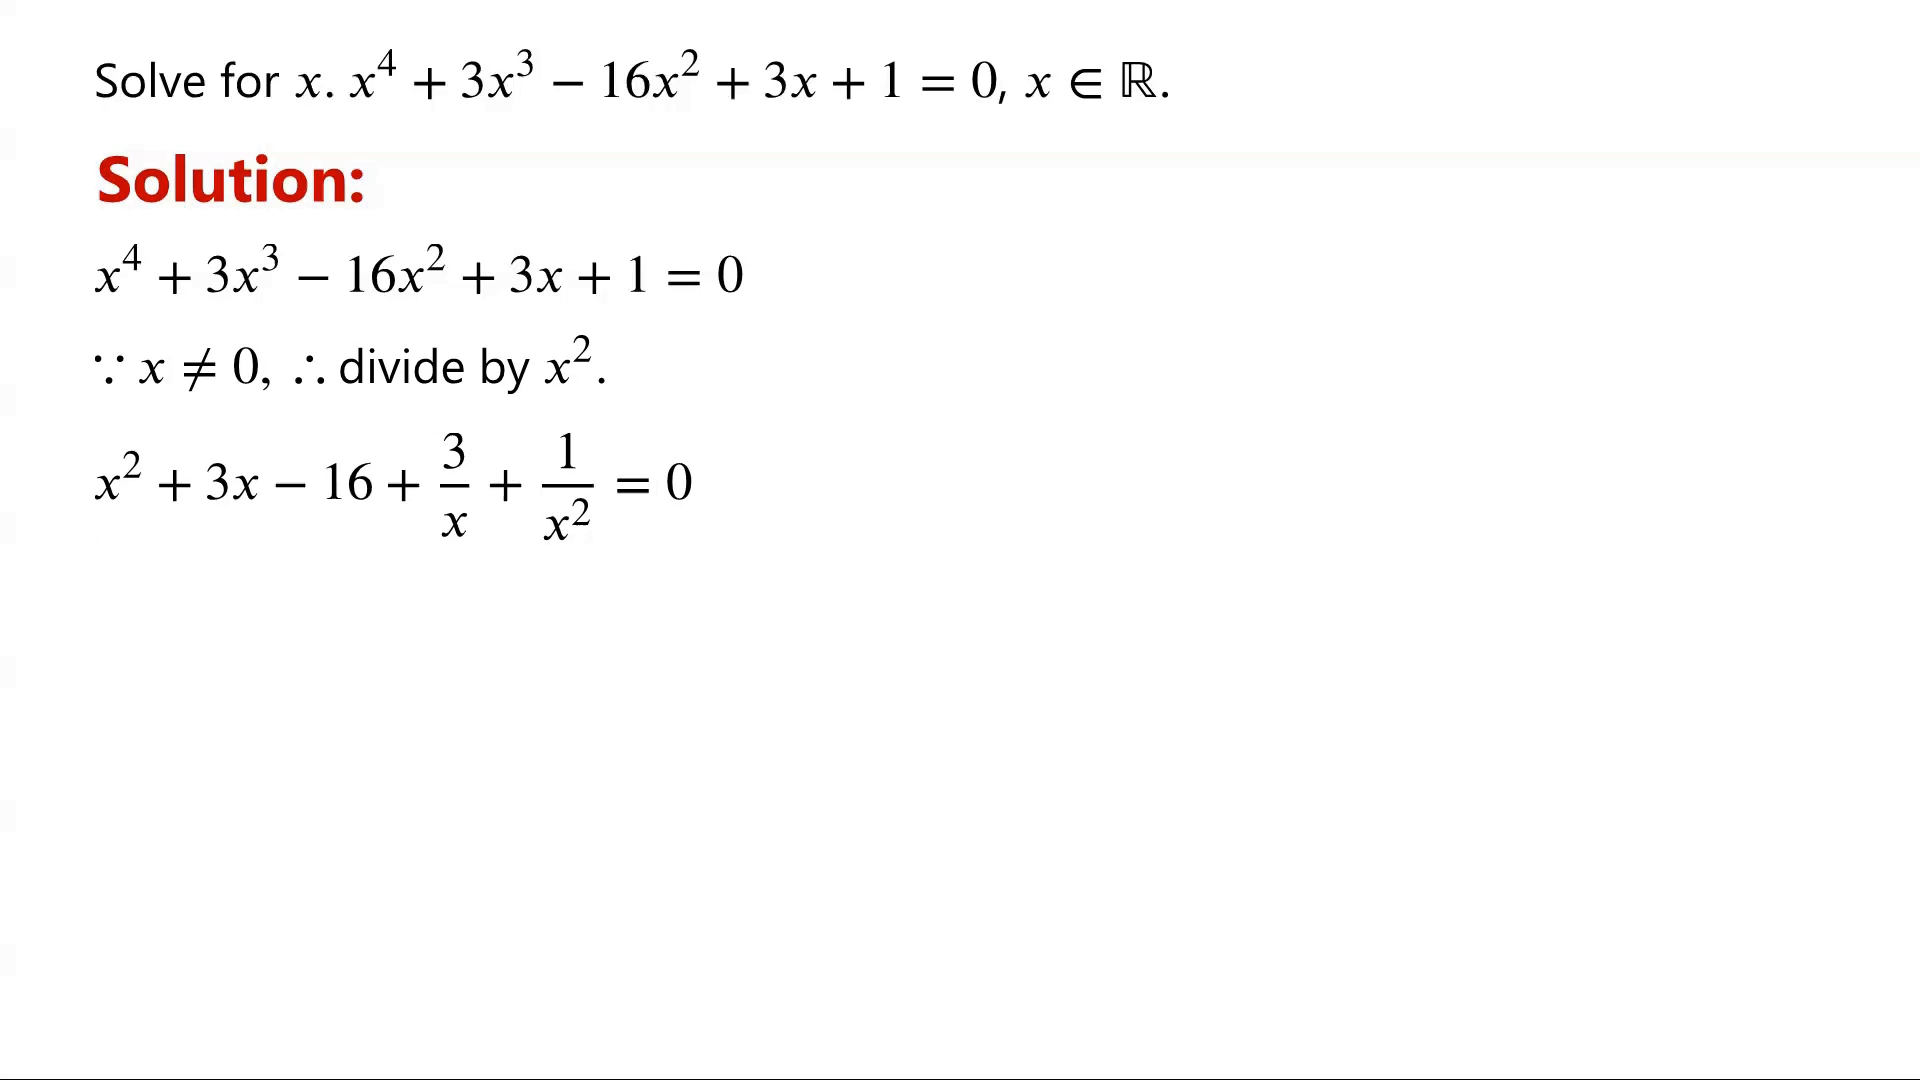 Solve for x. x⁴ + 3x³ − 16x² + 3x + 1 = 0, x ∈ ℝ.
Solution:
x⁴ + 3x³ − 16x² + 3x + 1 = 0
∵ x ≠ 0, ∴ divide by x².
x² + 3x − 16 + 3/x + 1/x² = 0